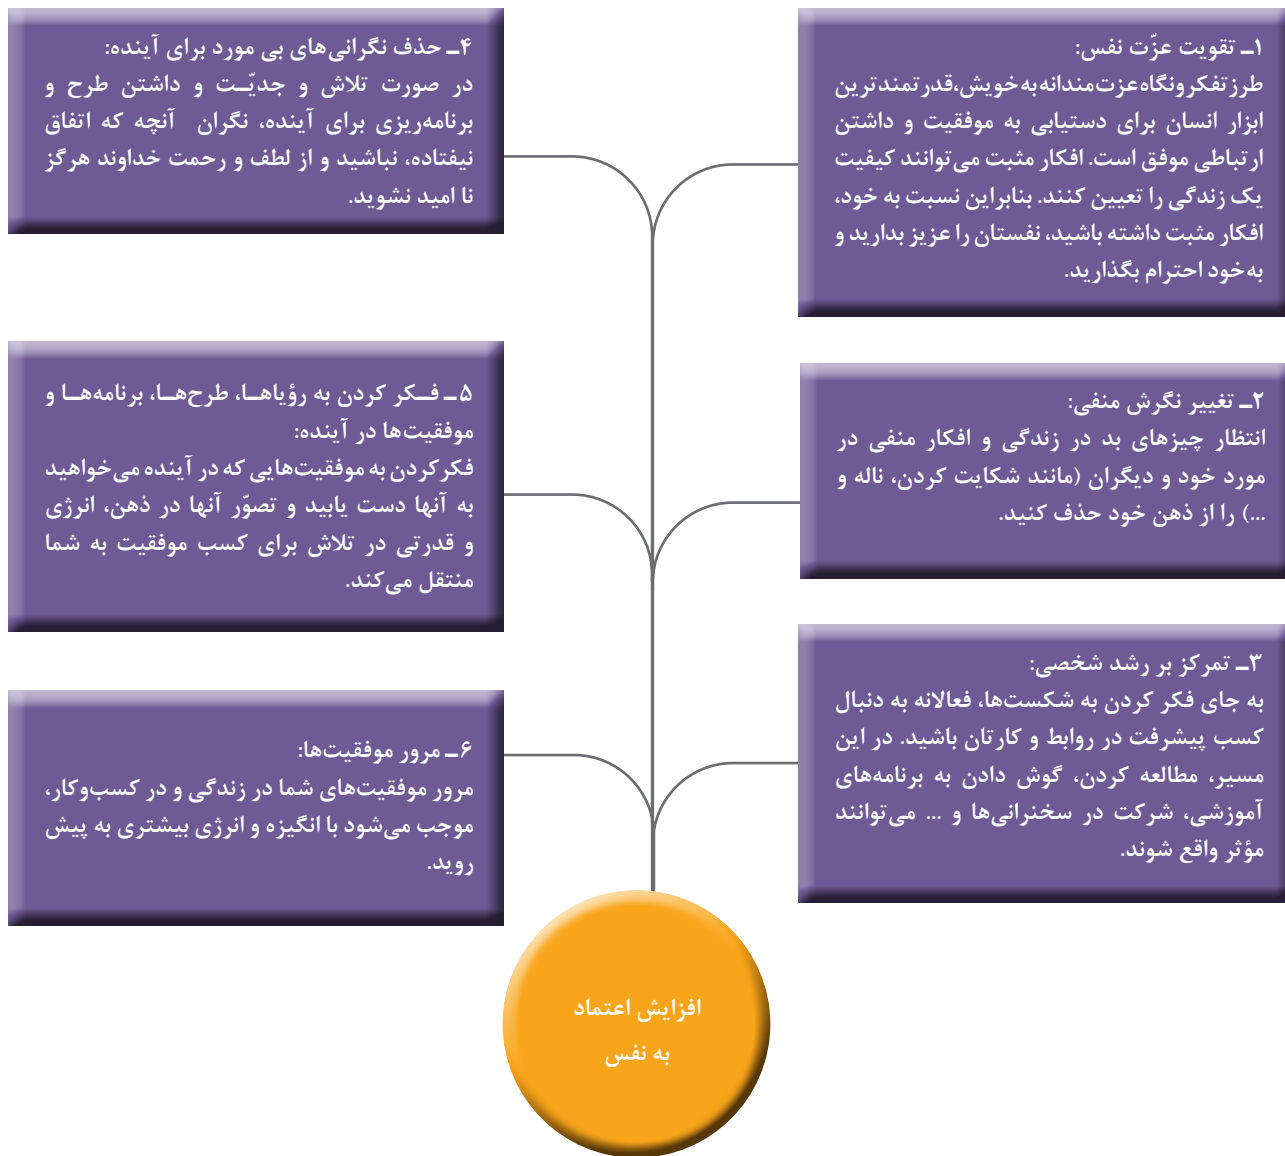 ۱ــ تقویت عزّت نفس:
طرز تفکر و نگاه عزت‌مندانه به خویش، قدرتمندترین
ابزار انسان برای دستیابی به موفقیت و داشتن
ارتباطی موفق است. افکار مثبت می‌توانند کیفیت
یک زندگی را تعیین کنند. بنابراین نسبت به خود،
افکار مثبت داشته باشید، نفستان را عزیز بدارید و
به خود احترام بگذارید.
۲ــ تغییر نگرش منفی:
انتظار چیزهای بد در زندگی و افکار منفی در
مورد خود و دیگران (مانند شکایت کردن، ناله و
...) را از ذهن خود حذف کنید.
۳ــ تمرکز بر رشد شخصی:
به جای فکر کردن به شکست‌ها، فعالانه به دنبال
کسب پیشرفت در روابط و کارتان باشید. در این
مسیر، مطالعه کردن، گوش دادن به برنامه‌های
آموزشی، شرکت در سخنرانی‌ها و ... می‌توانند
مؤثر واقع شوند.
۴ــ حذف نگرانی‌های بی مورد برای آینده:
در صورت تلاش و جدیّـت و داشتن طرح و
برنامه‌ریزی برای آینده، نگران آنچه که اتفاق
نیفتاده، نباشید و از لطف و رحمت خداوند هرگز
نا امید نشوید.
۵ــ فـکر کردن به رؤیاهـا، طرح‌هـا، برنامه‌هـا و
موفقیت‌ها در آینده:
فکرکردن به موفقیت‌هایی که در آینده می‌خواهید
به آنها دست یابید و تصوّر آنها در ذهن، انرژی
و قدرتی در تلاش برای کسب موفقیت به شما
منتقل می‌کند.
۶ــ مرور موفقیت‌ها:
مرور موفقیت‌های شما در زندگی و در کسب‌وکار،
موجب می‌شود با انگیزه و انرژی بیشتری به پیش
روید.
افزایش اعتماد
به نفس